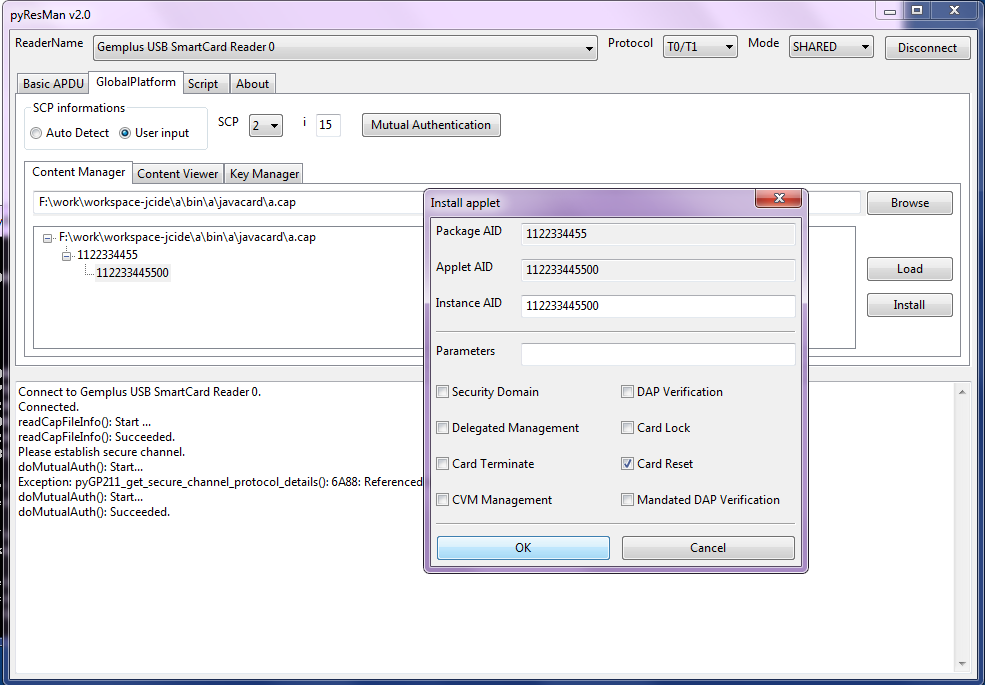 pyResMan v2.0
ReaderName
Gemplus USB SmartCard Reader 0
Protocol
T0/T1
Mode
SHARED
Disconnect
Basic APDU
GlobalPlatform
Script
About
SCP informations
Auto Detect
User input
SCP
2
i
15
Mutual Authentication
Content Manager
Content Viewer
Key Manager
F:\work\workspace-jcide\a\bin\a\javacard\a.cap
Browse
F:\work\workspace-jcide\a\bin\a\javacard\a.cap
1122334455
112233445500
Load
Install
Install applet
Package AID
1122334455
Applet AID
112233445500
Instance AID
112233445500
Parameters
Security Domain
DAP Verification
Delegated Management
Card Lock
Card Terminate
Card Reset
CVM Management
Mandated DAP Verification
OK
Cancel
Connect to Gemplus USB SmartCard Reader 0.
Connected.
readCapFileInfo(): Start ...
readCapFileInfo(): Succeeded.
Please establish secure channel.
doMutualAuth(): Start...
Exception: pyGP211_get_secure_channel_protocol_details(): 6A88: Referenced
doMutualAuth(): Start...
doMutualAuth(): Succeeded.